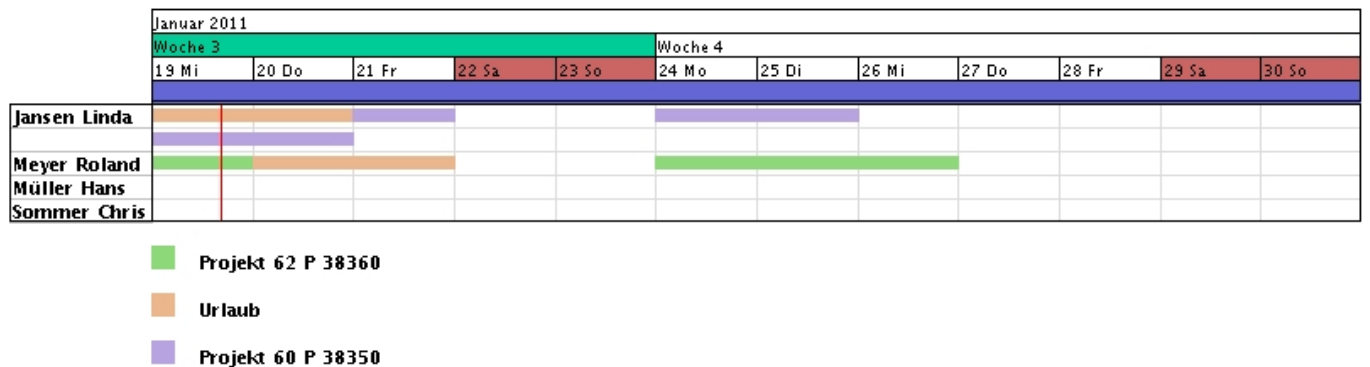 Januar 2011
Woche 3 Woche 4
19 Mi 20 Do 21 Fr 22 Sa 23 So 24 Mo 25 Di 26 Mi 27 Do 28 Fr 29 Sa 30 So
Jansen Linda
Meyer Roland
Müller Hans
Sommer Chris
Projekt 62 P 38360
Urlaub
Projekt 60 P 38350